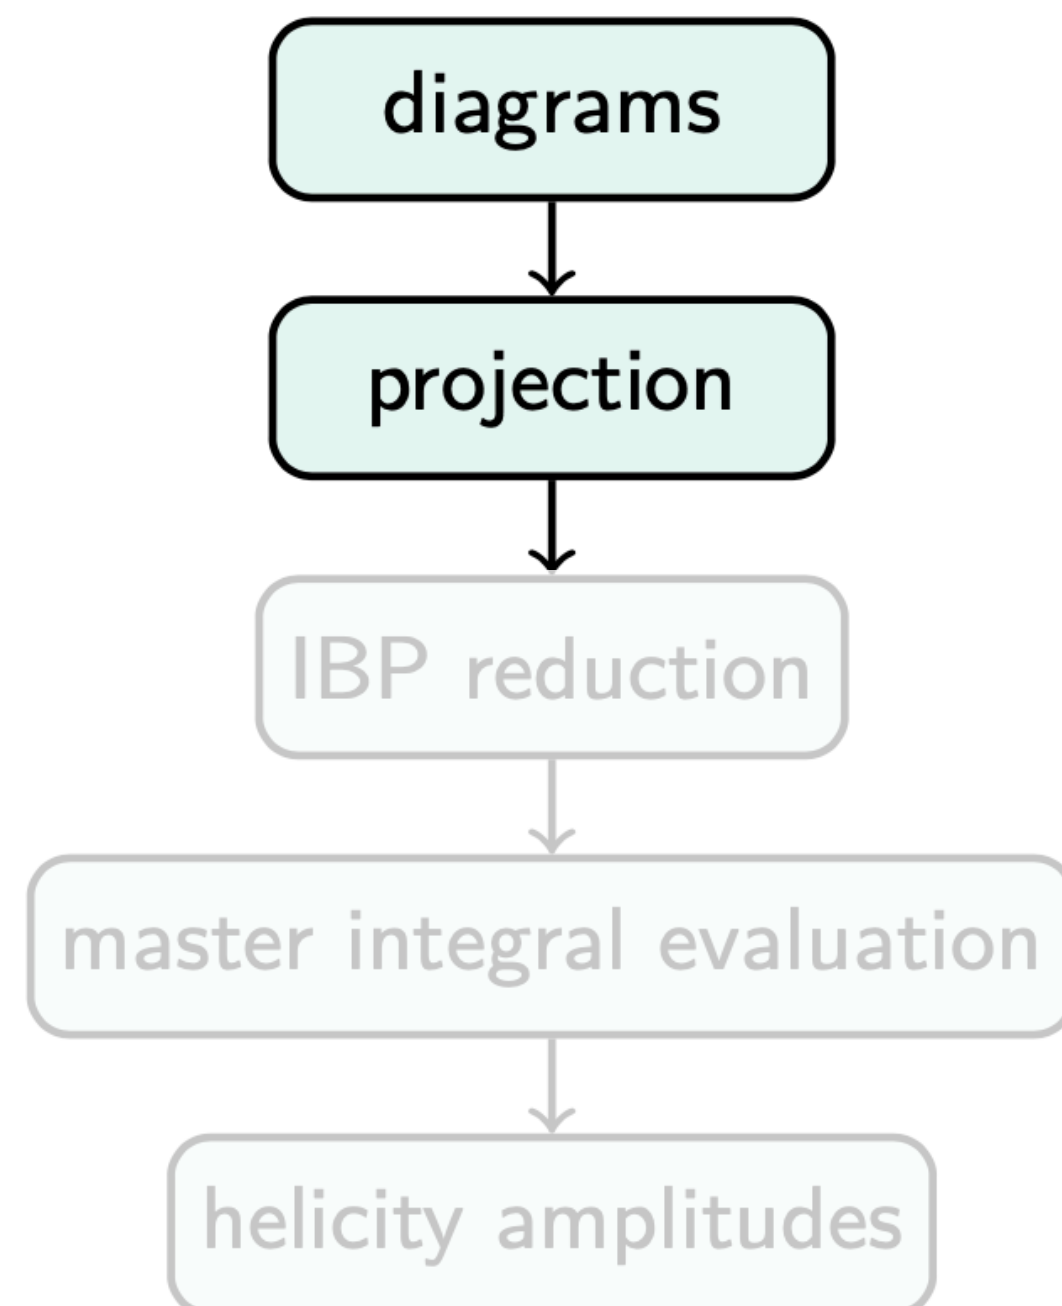 diagrams
projection
IBP reduction
master integral evaluation
helicity amplitudes